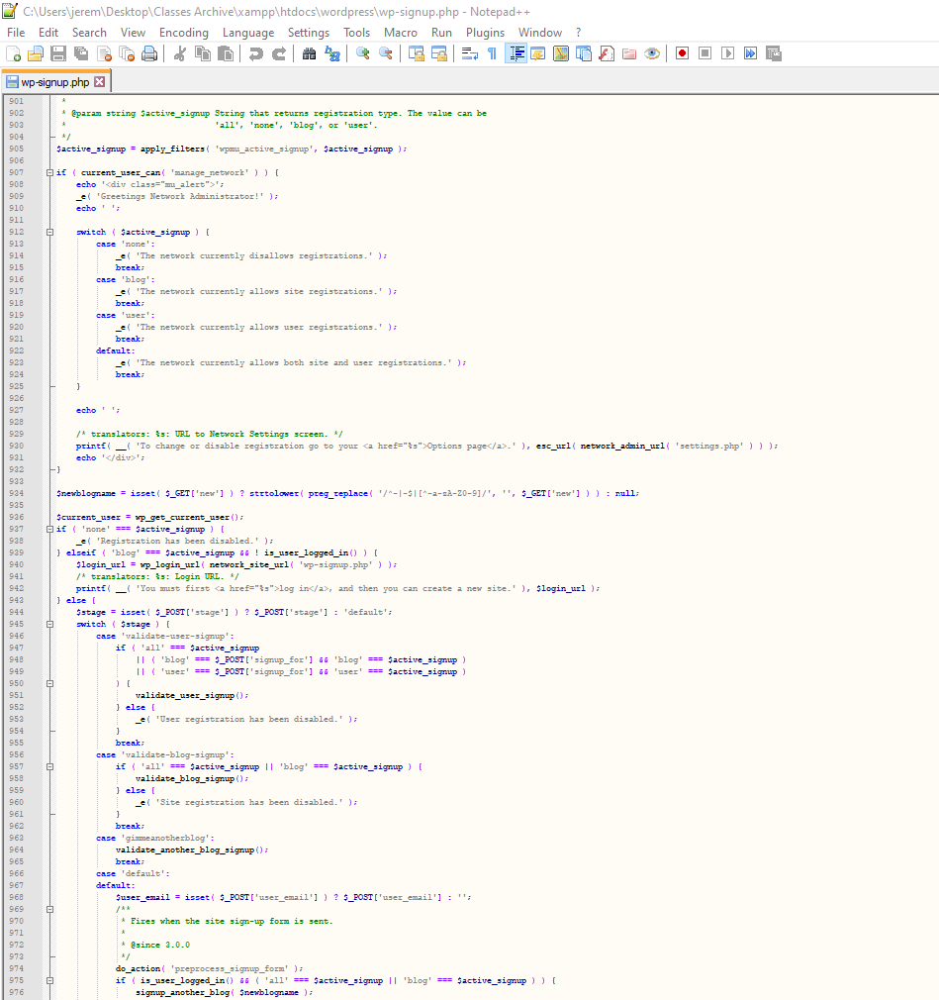 C:\Users\jerem\Desktop\Classes Archive\xampp\htdocs\wordpress\wp-signup.php - Notepad++
File Edit Search View Encoding Language Settings Tools Macro Run Plugins Window ?
wp-signup.php
901 *
902 * @param string $active_signup String that returns registration type. The value can be
903 * 'all', 'none', 'blog', or 'user'.
904 */
905 $active_signup = apply_filters( 'wpmu_active_signup', $active_signup );
906
907 if ( current_user_can( 'manage_network' ) ) {
908 echo '<div class="mu_alert">';
909 _e( 'Greetings Network Administrator!' );
910 echo ' ';
911
912 switch ( $active_signup ) {
913 case 'none':
914 _e( 'The network currently disallows registrations.' );
915 break;
916 case 'blog':
917 _e( 'The network currently allows site registrations.' );
918 break;
919 case 'user':
920 _e( 'The network currently allows user registrations.' );
921 break;
922 default:
923 _e( 'The network currently allows both site and user registrations.' );
924 break;
925 }
926
927 echo ' ';
928
929 /* translators: %s: URL to Network Settings screen. */
930 printf( __( 'To change or disable registration go to your <a href="%s">Options page</a>.' ), esc_url( network_admin_url( 'settings.php' ) ) );
931 echo '</div>';
932 }
933
934 $newblogname = isset( $_GET['new'] ) ? strtolower( preg_replace( '/^-|-$|[^-a-zA-Z0-9]/', '', $_GET['new'] ) ) : null;
935
936 $current_user = wp_get_current_user();
937 if ( 'none' === $active_signup ) {
938 _e( 'Registration has been disabled.' );
939 } elseif ( 'blog' === $active_signup && ! is_user_logged_in() ) {
940 $login_url = wp_login_url( network_site_url( 'wp-signup.php' ) );
941 /* translators: %s: Login URL. */
942 printf( __( 'You must first <a href="%s">log in</a>, and then you can create a new site.' ), $login_url );
943 } else {
944 $stage = isset( $_POST['stage'] ) ? $_POST['stage'] : 'default';
945 switch ( $stage ) {
946 case 'validate-user-signup':
947 if ( 'all' === $active_signup
948 || ( 'blog' === $_POST['signup_for'] && 'blog' === $active_signup )
949 || ( 'user' === $_POST['signup_for'] && 'user' === $active_signup )
950 ) {
951 validate_user_signup();
952 } else {
953 _e( 'User registration has been disabled.' );
954 }
955 break;
956 case 'validate-blog-signup':
957 if ( 'all' === $active_signup || 'blog' === $active_signup ) {
958 validate_blog_signup();
959 } else {
960 _e( 'Site registration has been disabled.' );
961 }
962 break;
963 case 'gimmeanotherblog':
964 validate_another_blog_signup();
965 break;
966 case 'default':
967 default:
968 $user_email = isset( $_POST['user_email'] ) ? $_POST['user_email'] : '';
969 /**
970 * Fires when the site sign-up form is sent.
971 *
972 * @since 3.0.0
973 */
974 do_action( 'preprocess_signup_form' );
975 if ( is_user_logged_in() && ( 'all' === $active_signup || 'blog' === $active_signup ) ) {
976 signup_another_blog( $newblogname );